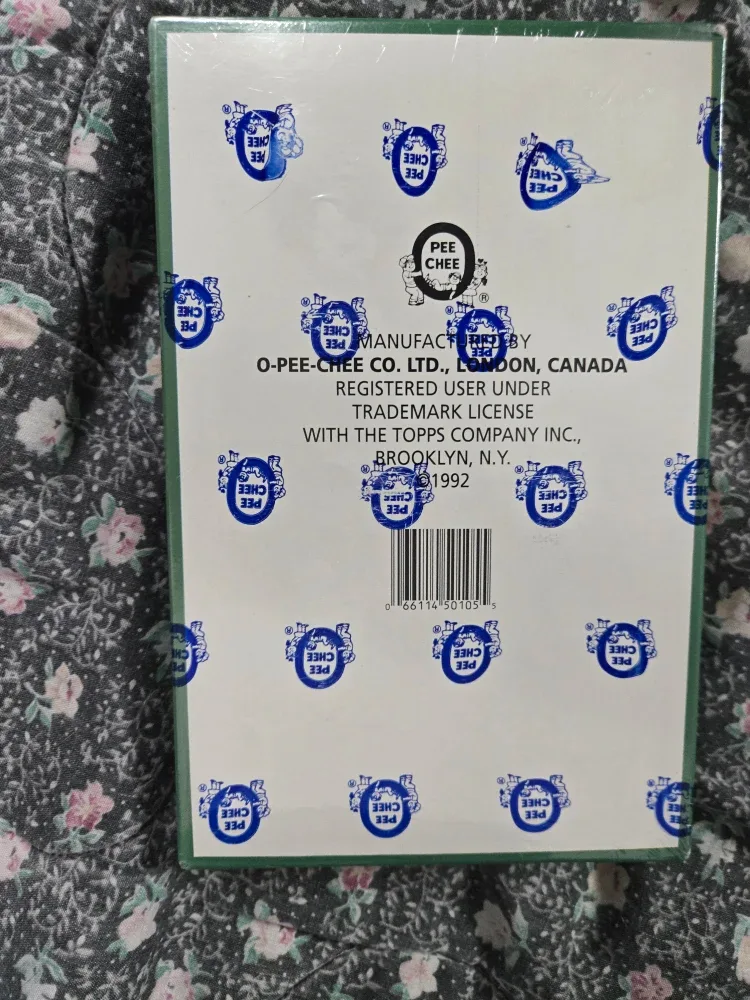 PEE
CHEE
®
MANUFACTURED BY
O-PEE-CHEE CO. LTD., LONDON, CANADA
REGISTERED USER UNDER
TRADEMARK LICENSE
WITH THE TOPPS COMPANY INC.,
BROOKLYN, N.Y.
©1992
0 66114 50105 5